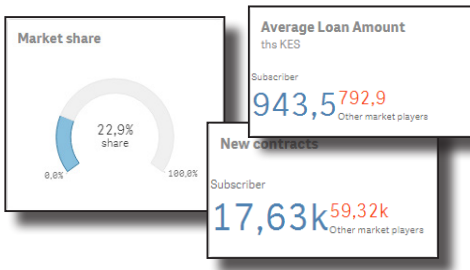 Market share
22,9%
share
0,0%
100,0%
Average Loan Amount
ths KES
Subscriber
943,5
792,9
Other market players
New contracts
Subscriber
17,63k
59,32k
Other market players